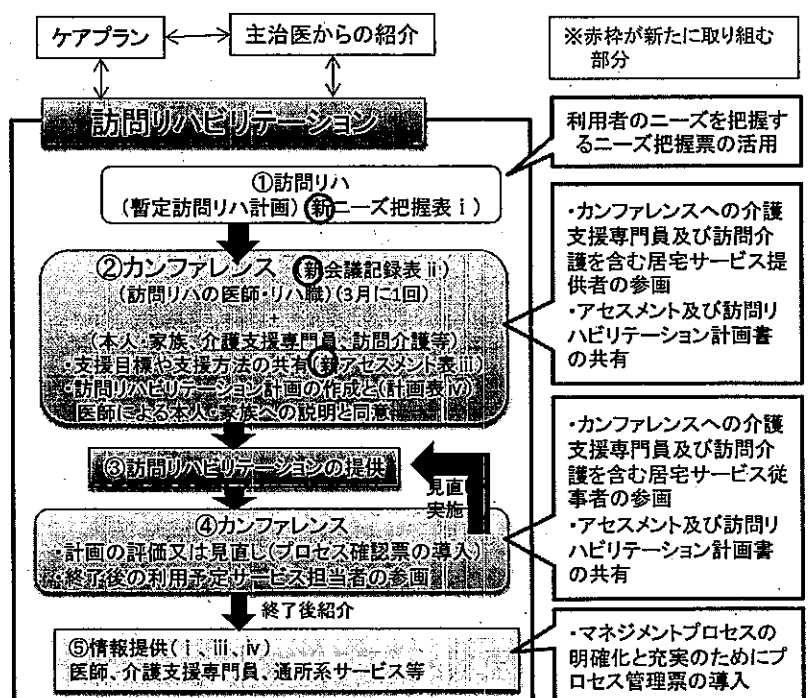 ケアプラン
主治医からの紹介
※赤枠が新たに取り組む
部分
訪問リハビリテーション
利用者のニーズを把握す
るニーズ把握票の活用
①訪問リハ
(暫定訪問リハ計画) 新ニーズ把握表ⅰ)
・カンファレンスへの介護
支援専門員及び訪問介
護を含む居宅サービス提
供者の参画
・アセスメント及び訪問リ
ハビリテーション計画書
の共有
②カンファレンス (新会議記録表ⅱ)
(訪問リハの医師・リハ職)(3月に1回)
+
(本人・家族、介護支援専門員、訪問介護等)
・支援目標や支援方法の共有(新アセスメント表ⅲ)
・訪問リハビリテーション計画の作成と(計画表ⅳ)
医師による本人・家族への説明と同意
③訪問リハビリテーションの提供
見直し
実施
・カンファレンスへの介護
支援専門員及び訪問介
護を含む居宅サービス従
事者の参画
・アセスメント及び訪問リ
ハビリテーション計画書
の共有
④カンファレンス
・計画の評価又は見直し(プロセス確認票の導入)
・終了後の利用予定サービス担当者の参画
終了後紹介
⑤情報提供(ⅰ、ⅲ、ⅳ)
医師、介護支援専門員、通所系サービス等
・マネジメントプロセスの
明確化と充実のためにプ
ロセス管理票の導入